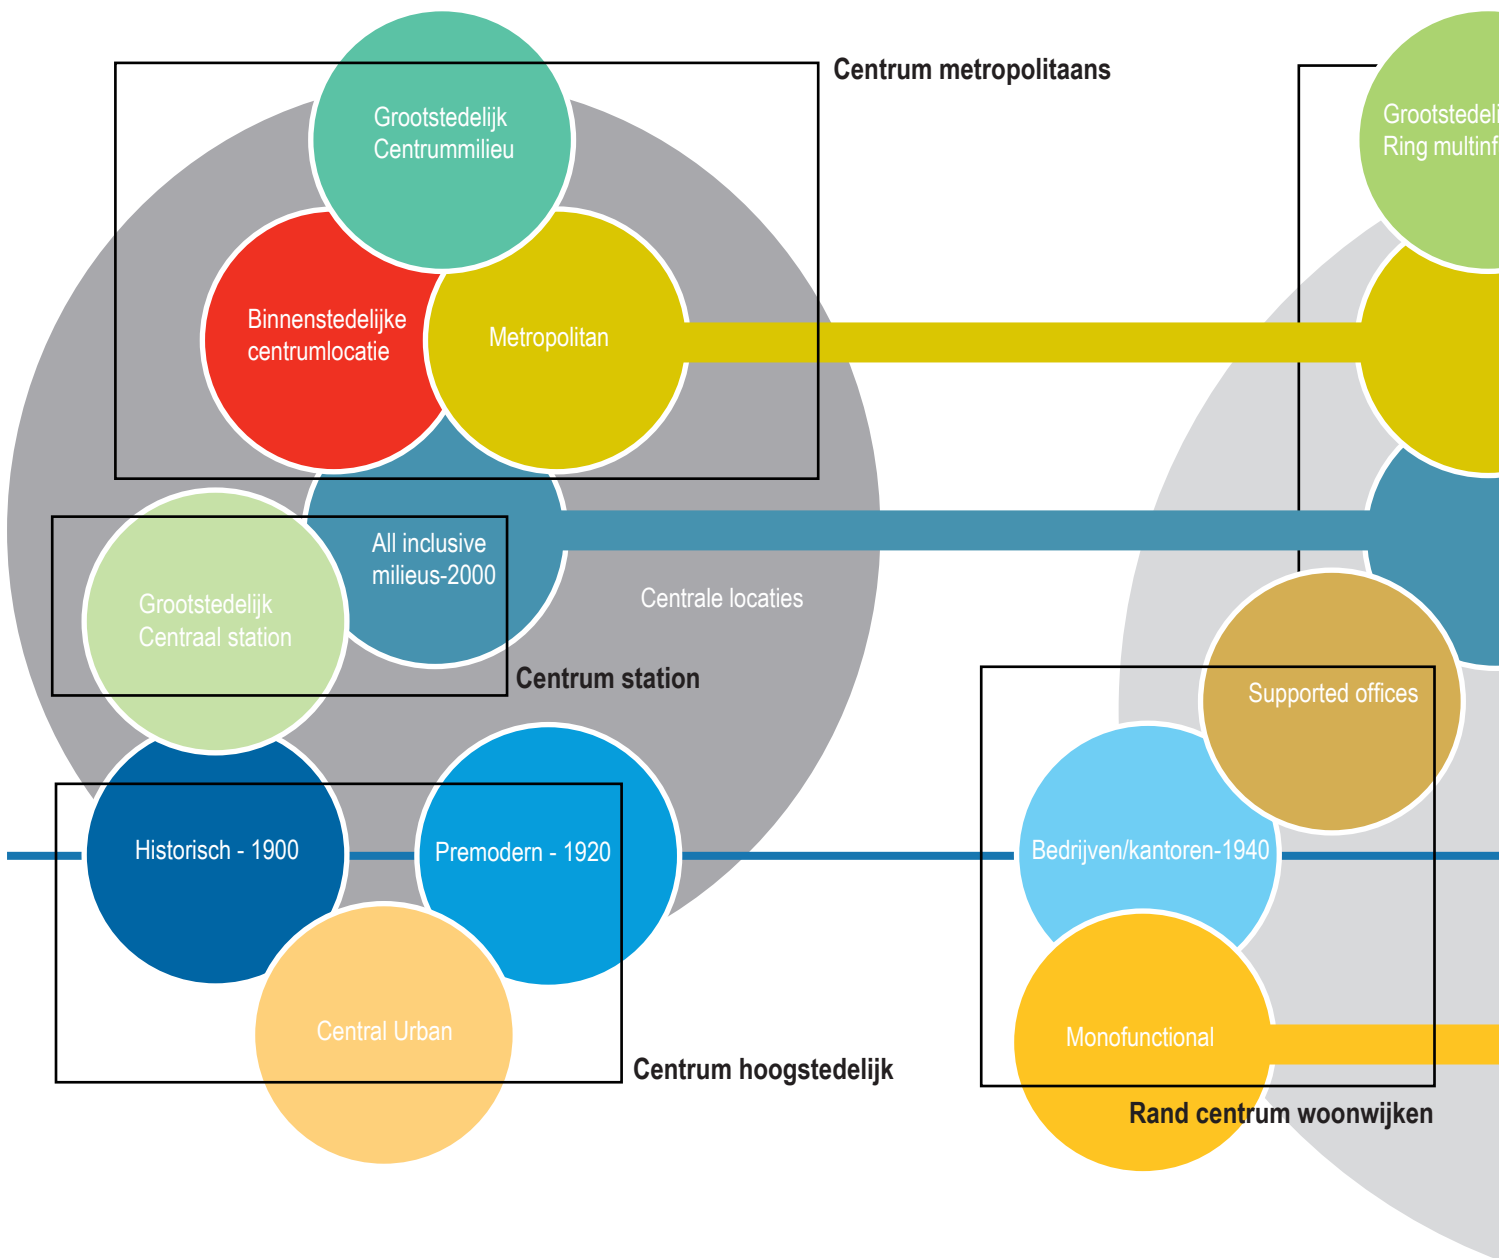 Centrum metropolitaans
Grootstedelijk
Centrummilieu
Binnenstedelijke
centrumlocatie
Metropolitan
All inclusive
milieus-2000
Grootstedelijk
Centraal station
Centrale locaties
Centrum station
Historisch - 1900
Premodern - 1920
Central Urban
Centrum hoogstedelijk
Ring
Supported offices
Bedrijven/kantoren-1940
Monofunctional
Rand centrum woonwijken